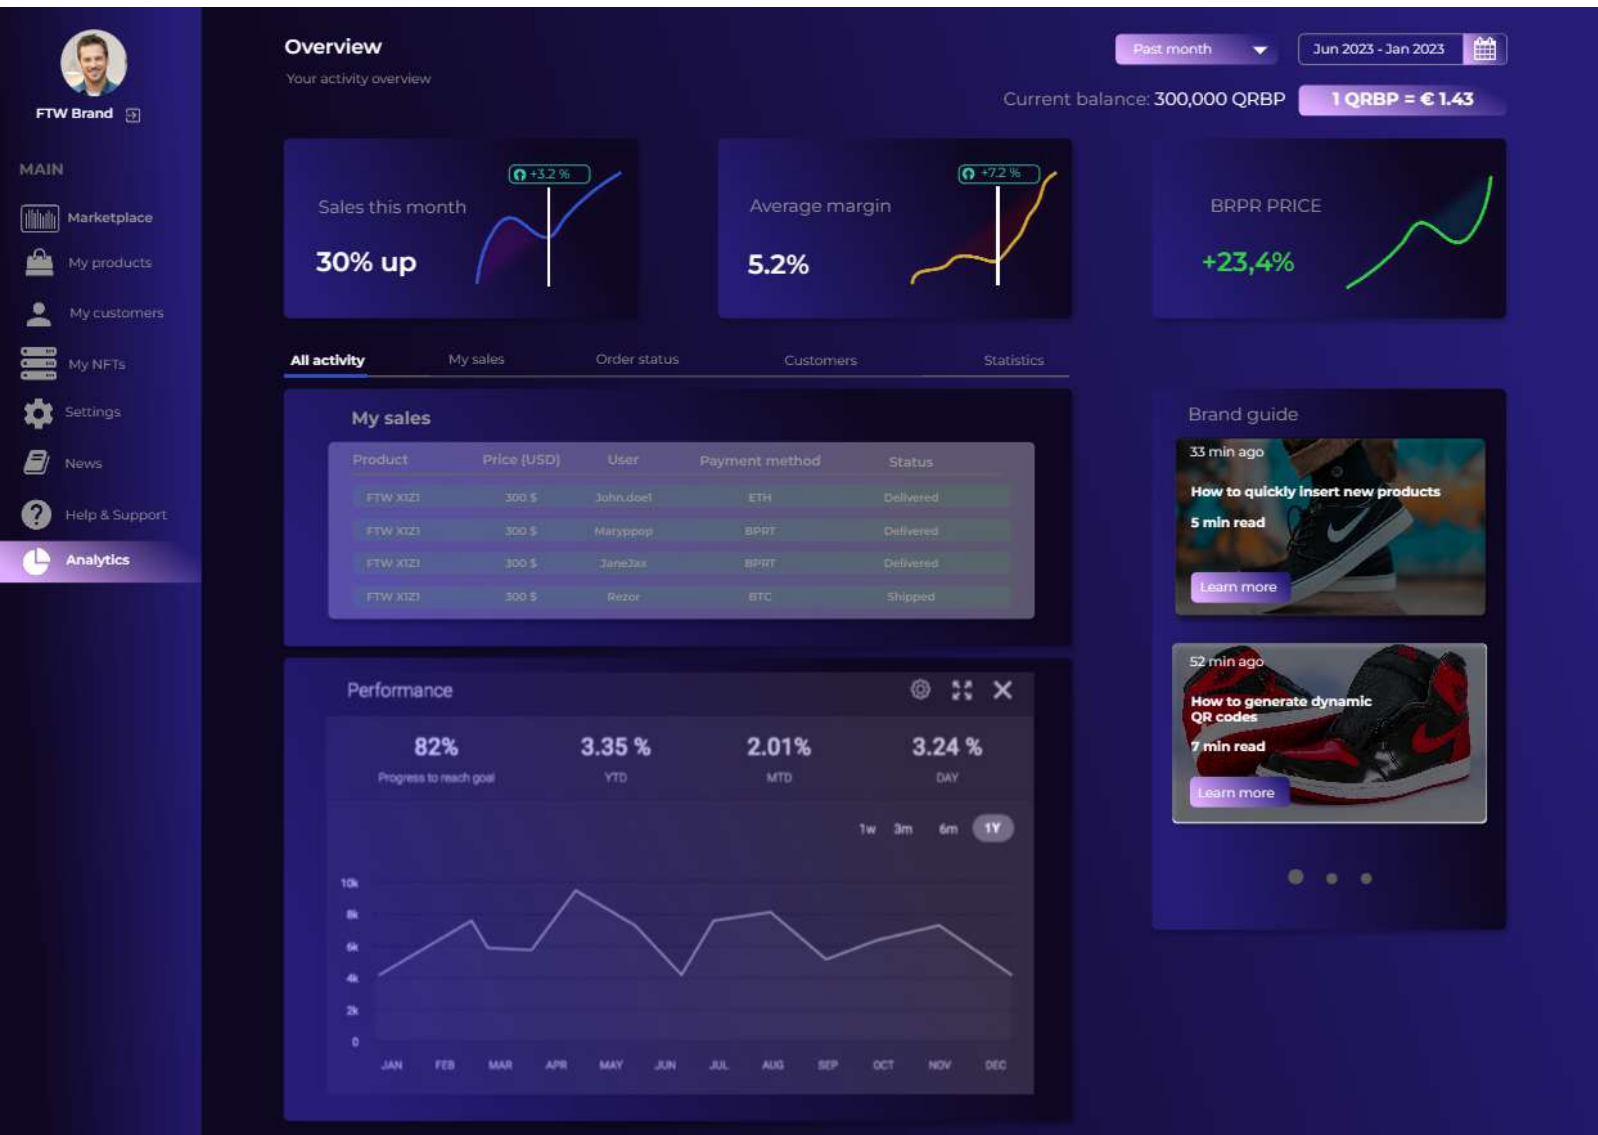 FTW Brand
MAIN
Marketplace
My products
My customers
My NFTs
Settings
News
Help & Support
Analytics
Overview
Your activity overview
Past month
Jun 2023 - Jan 2023
Current balance: 300,000 QRBP
1 QRBP = € 1.43
Sales this month
30% up
+3.2 %
Average margin
5.2%
+7.2 %
BRPR PRICE
+23,4%
All activity My sales Order status Customers Statistics
My sales
Product Price (USD) User Payment method Status
FTW X1Z1 300 $ John.doe1 ETH Delivered
FTW X1Z1 300 $ Maryppop BPRT Delivered
FTW X1Z1 300 $ JaneJax BPRT Delivered
FTW X1Z1 300 $ Rezor BTC Shipped
Performance
82% 3.35 % 2.01% 3.24 %
Progress to reach goal YTD MTD DAY
1w 3m 6m 1Y
10k
8k
6k
4k
2k
0
JAN FEB MAR APR MAY JUN JUL AUG SEP OCT NOV DEC
Brand guide
33 min ago
How to quickly insert new products
5 min read
Learn more
52 min ago
How to generate dynamic
QR codes
7 min read
Learn more